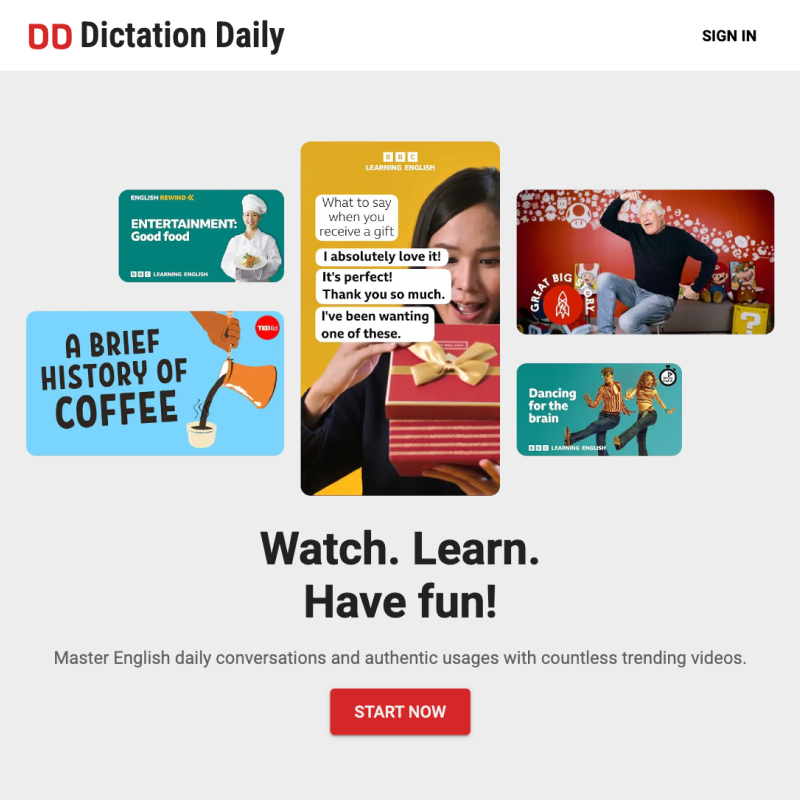 DD Dictation Daily
SIGN IN
ENGLISH REWIND
ENTERTAINMENT:
Good food
BBC LEARNING ENGLISH
TED Ed
A BRIEF
HISTORY OF
COFFEE
BBC
LEARNING ENGLISH
What to say
when you
receive a gift
I absolutely love it!
It's perfect!
Thank you so much.
I've been wanting
one of these.
GREAT BIG STORY
?
Dancing
for the
brain
BBC LEARNING ENGLISH
Watch. Learn.
Have fun!
Master English daily conversations and authentic usages with countless trending videos.
START NOW